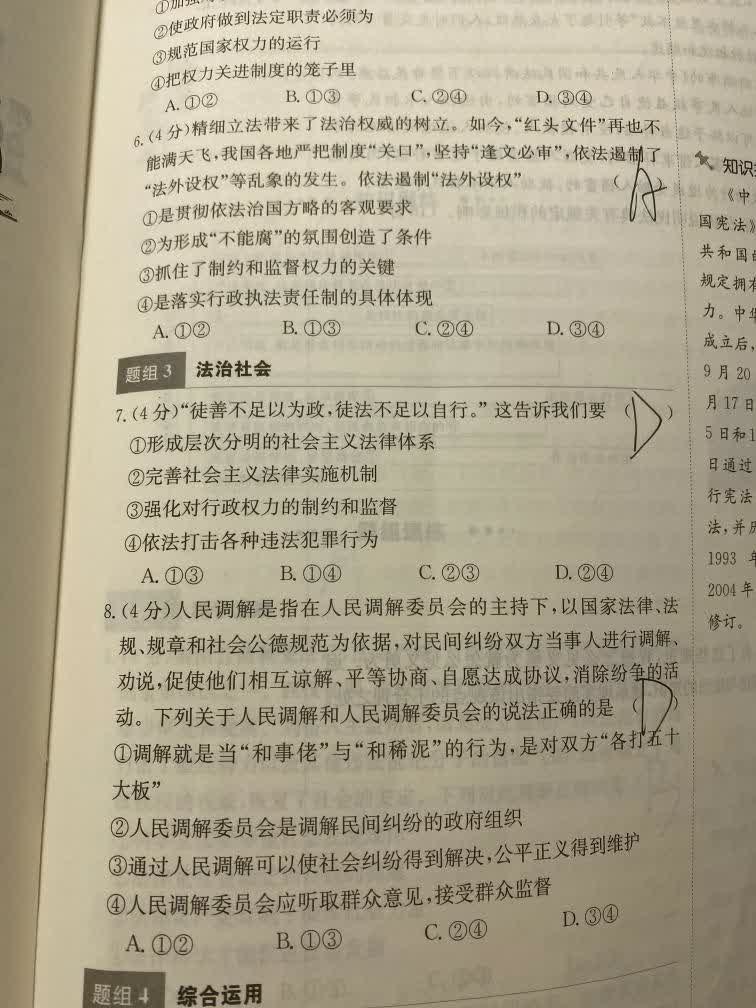 ①加强
②使政府做到法定职责必须为
③规范国家权力的运行
④把权力关进制度的笼子里
A. ①② B. ①③ C. ②④ D. ③④
6. (4分)精细立法带来了法治权威的树立。如今,“红头文件”再也不
能满天飞,我国各地严把制度“关口”,坚持“逢文必审”,依法遏制了
“法外设权”等乱象的发生。依法遏制“法外设权” ( A )
①是贯彻依法治国方略的客观要求
②为形成“不能腐”的氛围创造了条件
③抓住了制约和监督权力的关键
④是落实行政执法责任制的具体体现
A. ①② B. ①③ C. ②④ D. ③④
题组3 法治社会
7. (4分)“徒善不足以为政,徒法不足以自行。”这告诉我们要 ( D )
①形成层次分明的社会主义法律体系
②完善社会主义法律实施机制
③强化对行政权力的制约和监督
④依法打击各种违法犯罪行为
A. ①③ B. ①④ C. ②③ D. ②④
8. (4分)人民调解是指在人民调解委员会的主持下,以国家法律、法
规、规章和社会公德规范为依据,对民间纠纷双方当事人进行调解、
劝说,促使他们相互谅解、平等协商、自愿达成协议,消除纷争的活
动。下列关于人民调解和人民调解委员会的说法正确的是 ( D )
①调解就是当“和事佬”与“和稀泥”的行为,是对双方“各打五十
大板”
②人民调解委员会是调解民间纠纷的政府组织
③通过人民调解可以使社会纠纷得到解决,公平正义得到维护
④人民调解委员会应听取群众意见,接受群众监督
A. ①② B. ①③ C. ②④ D. ③④
题组4 综合运用
知识
《中
国宪法》
共和国
规定拥有
力。中华
成立后,
9月20
月17日
5日和1
日通过
行宪法
法,并历
1993年
2004年
修订。